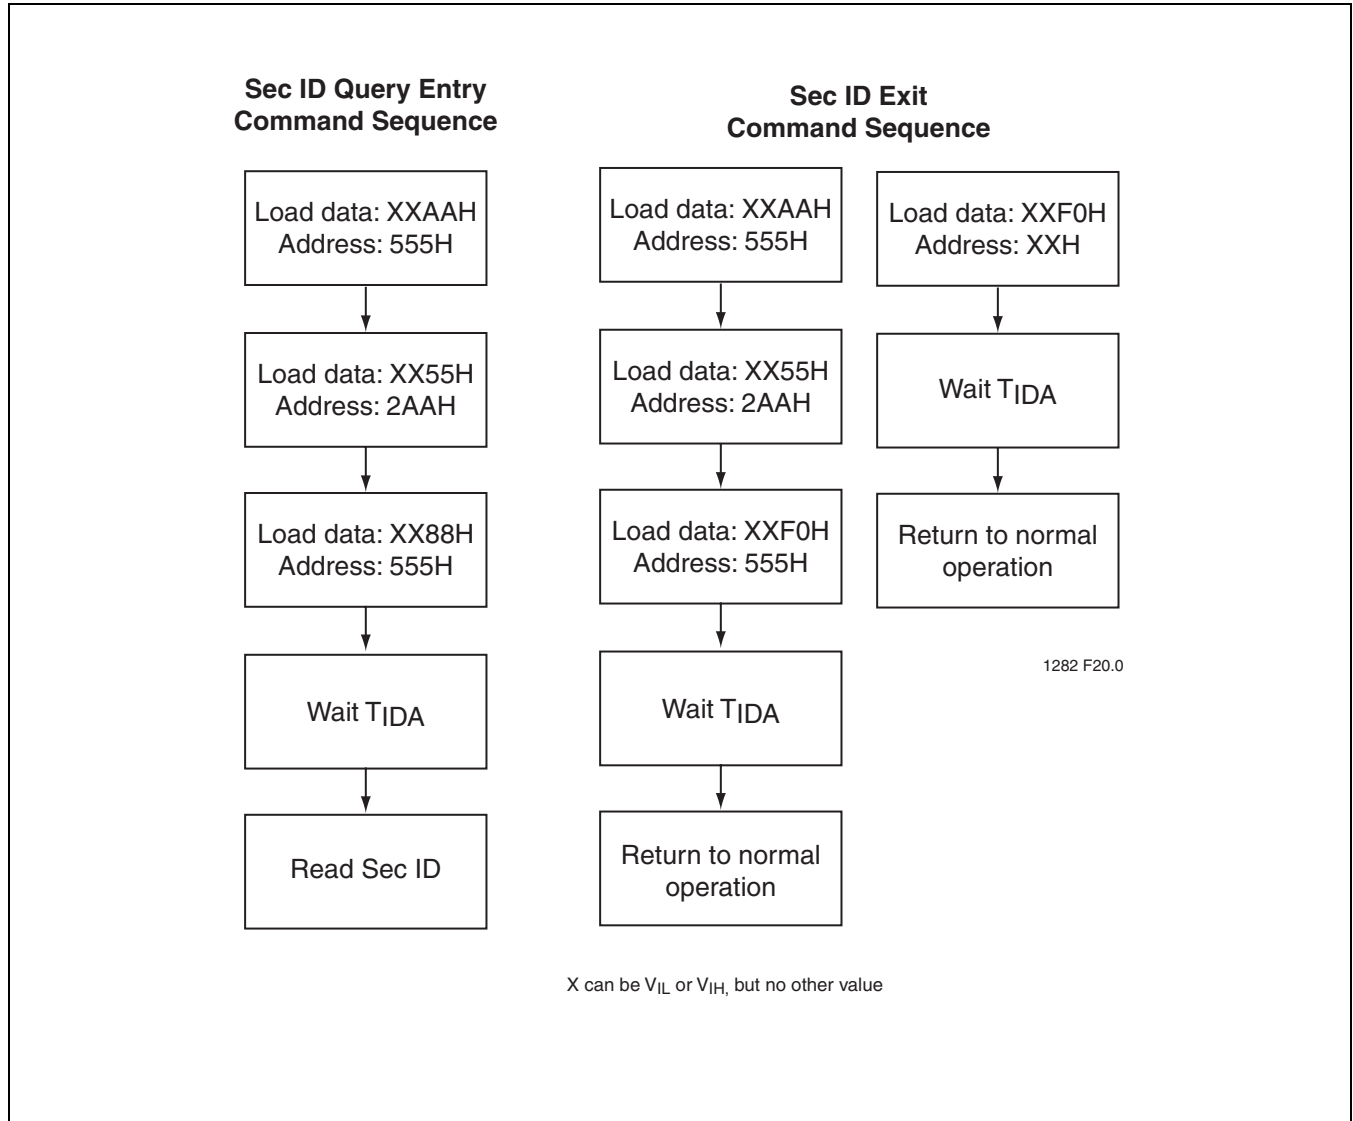 Sec ID Query Entry
Command Sequence
Load data: XXAAH
Address: 555H
Load data: XX55H
Address: 2AAH
Load data: XX88H
Address: 555H
Wait TIDA
Read Sec ID
Sec ID Exit
Command Sequence
Load data: XXAAH
Address: 555H
Load data: XX55H
Address: 2AAH
Load data: XXF0H
Address: 555H
Wait TIDA
Return to normal
operation
Load data: XXF0H
Address: XXH
Wait TIDA
Return to normal
operation
1282 F20.0
X can be VIL or VIH, but no other value